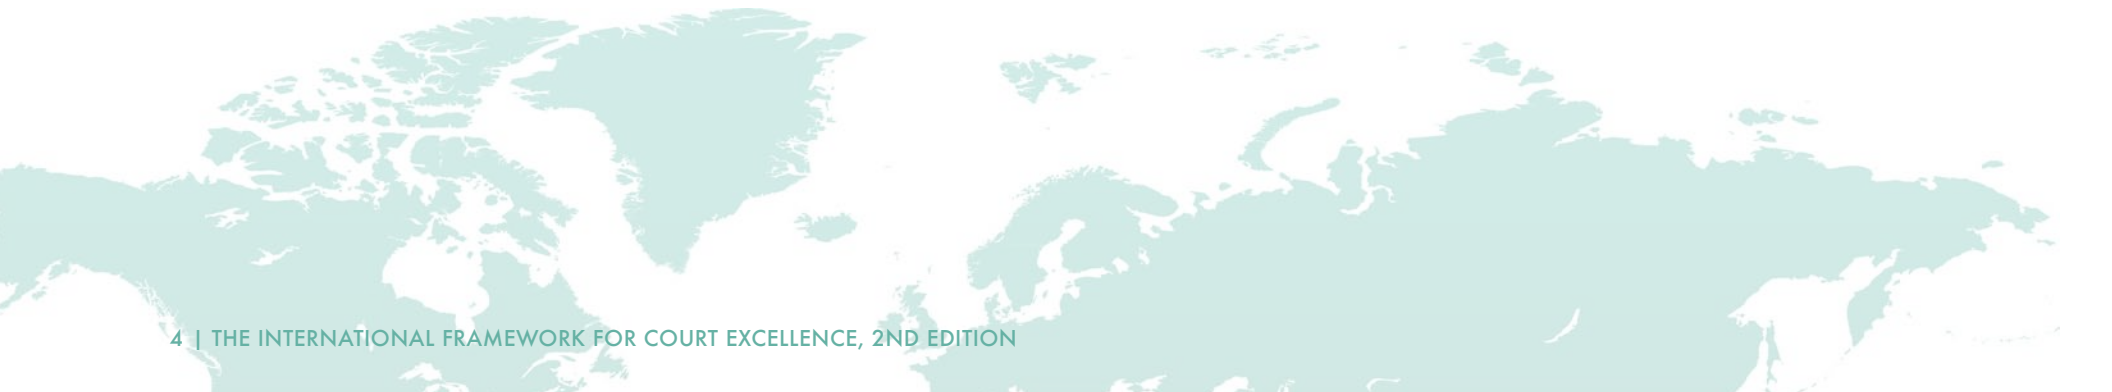 4 | THE INTERNATIONAL FRAMEWORK FOR COURT EXCELLENCE, 2ND EDITION